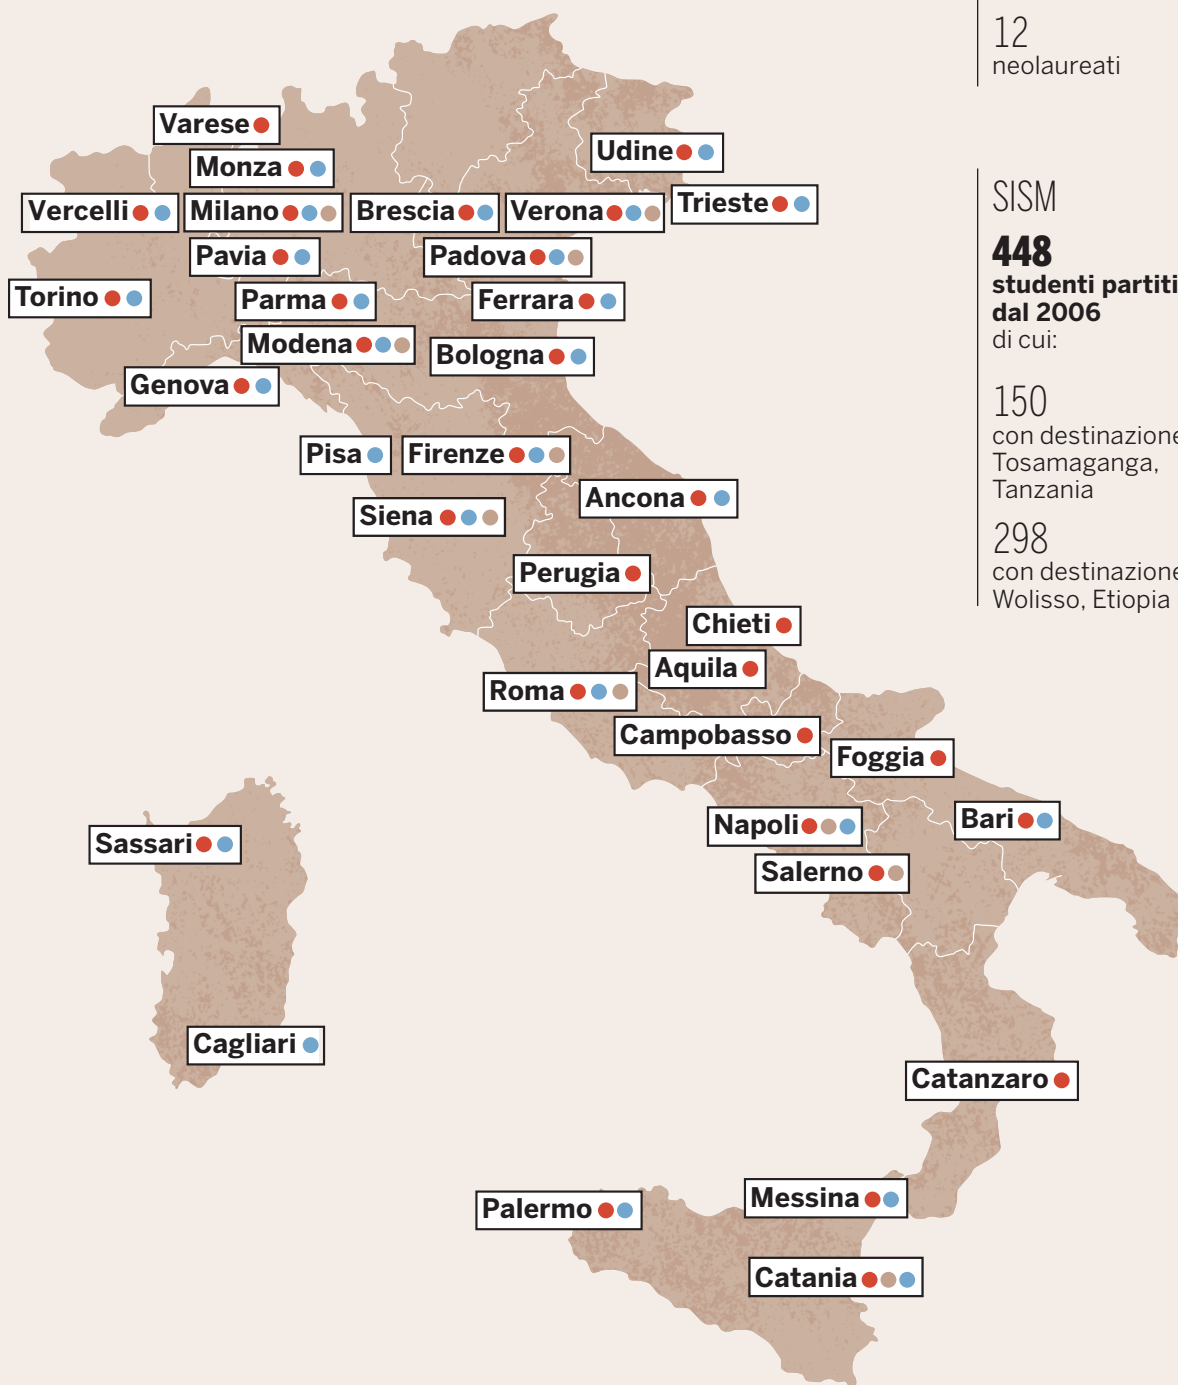 12
neolaureati
SISM
448
studenti partiti
dal 2006
di cui:
150
con destinazione
Tosamaganga,
Tanzania
298
con destinazione
Wolisso, Etiopia
Varese
Monza
Udine
Vercelli
Milano
Brescia
Verona
Trieste
Pavia
Padova
Torino
Parma
Ferrara
Modena
Bologna
Genova
Pisa
Firenze
Ancona
Siena
Perugia
Chieti
Aquila
Roma
Campobasso
Foggia
Napoli
Bari
Sassari
Salerno
Cagliari
Catanzaro
Messina
Palermo
Catania